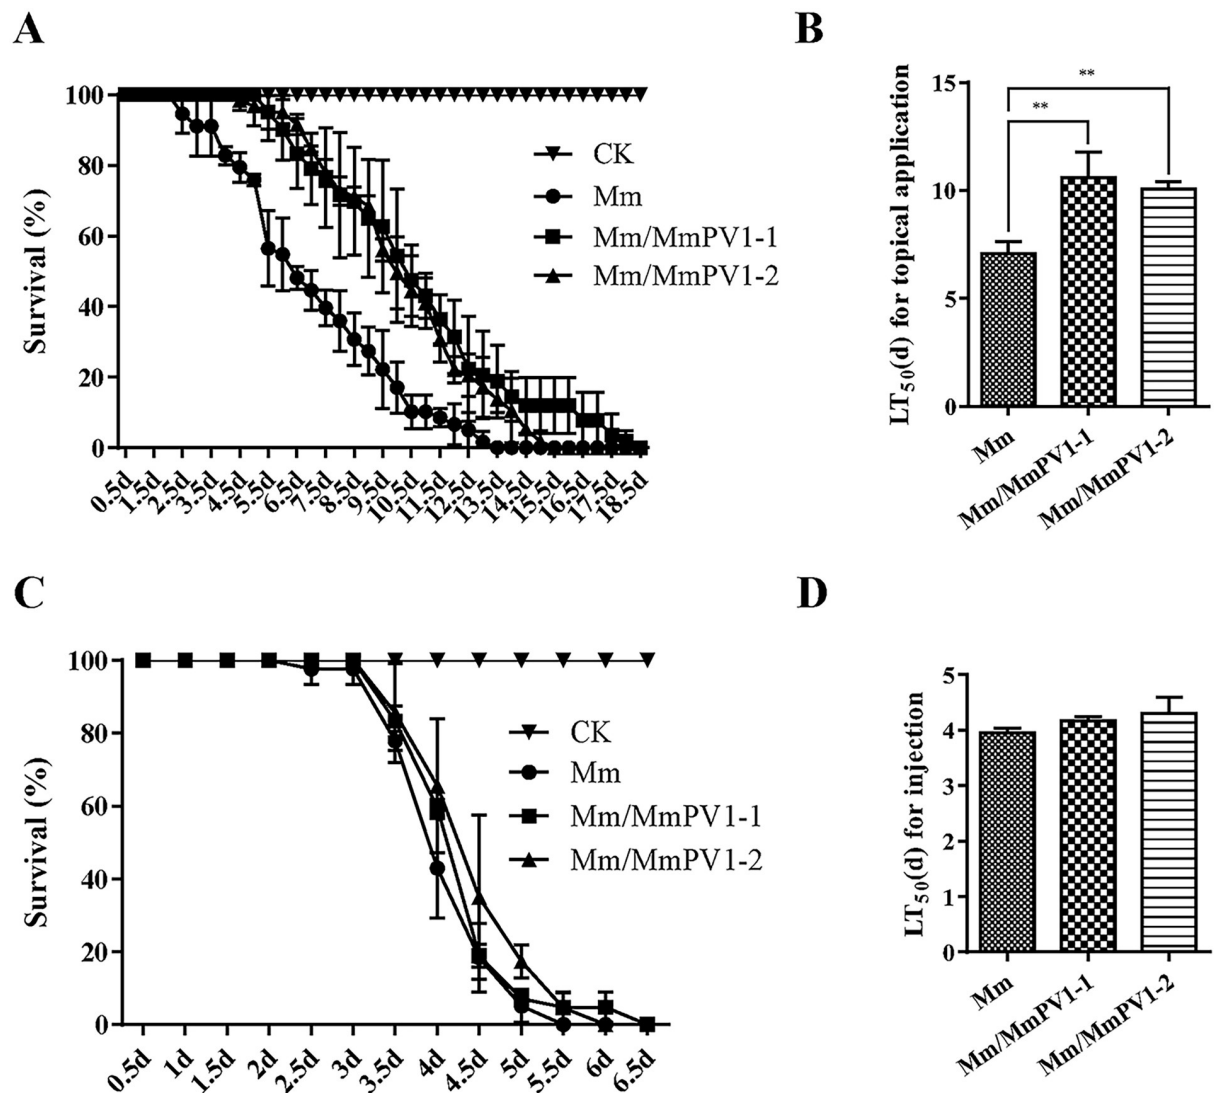 A
100
80
60
40
20
0
Survival (%)
CK
Mm
Mm/MmPV1-1
Mm/MmPV1-2
0.5d
1.5d
2.5d
3.5d
4.5d
5.5d
6.5d
7.5d
8.5d
9.5d
10.5d
11.5d
12.5d
13.5d
14.5d
15.5d
16.5d
17.5d
18.5d
B
LT50(d) for topical application
15
10
5
0
**
**
Mm
Mm/MmPV1-1
Mm/MmPV1-2
C
100
80
60
40
20
0
Survival (%)
CK
Mm
Mm/MmPV1-1
Mm/MmPV1-2
0.5d
1d
1.5d
2d
2.5d
3d
3.5d
4d
4.5d
5d
5.5d
6d
6.5d
D
LT50(d) for injection
5
4
3
2
1
0
Mm
Mm/MmPV1-1
Mm/MmPV1-2